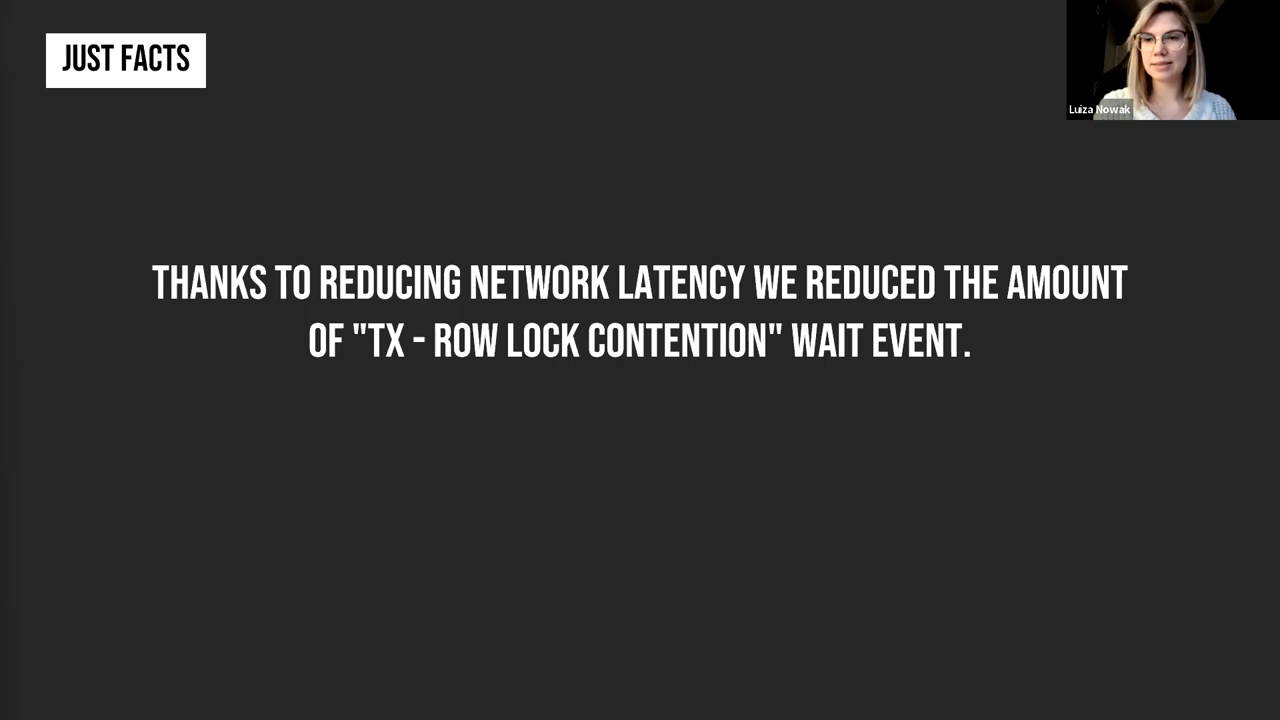 JUST FACTS
Luiza Nowak
THANKS TO REDUCING NETWORK LATENCY WE REDUCED THE AMOUNT
OF "TX - ROW LOCK CONTENTION" WAIT EVENT.